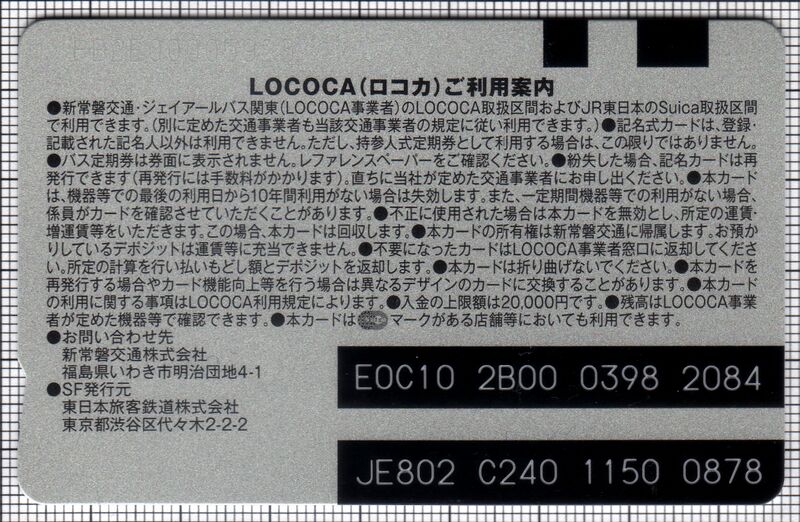 LOCOCA(ロコカ)ご利用案内
●新常磐交通・ジェイアールバス関東(LOCOCA事業者)のLOCOCA取扱区間およびJR東日本のSuica取扱区間
で利用できます。(別に定めた交通事業者も当該交通事業者の規定に従い利用できます。)●記名式カードは、登録・
記載された記名人以外は利用できません。ただし、持参人式定期券として利用する場合は、この限りではありません。
●バス定期券は券面に表示されません。レファレンスペーパーをご確認ください。●紛失した場合、記名カードは再
発行できます(再発行には手数料がかかります)。直ちに当社が定めた交通事業者にお申し出ください。●本カード
は、機器等での最後の利用日から10年間利用がない場合は失効します。また、一定期間機器等での利用がない場合、
係員がカードを確認させていただくことがあります。●不正に使用された場合は本カードを無効とし、所定の運賃・
増運賃等をいただきます。この場合、本カードは回収します。●本カードの所有権は新常磐交通に帰属します。お預か
りしているデポジットは運賃等に充当できません。●不要になったカードはLOCOCA事業者窓口に返却してくださ
い。所定の計算を行い払いもどし額とデポジットを返却します。●本カードは折り曲げないでください。●本カードを
再発行する場合やカード機能向上等を行う場合は異なるデザインのカードに交換することがあります。●本カード
の利用に関する事項はLOCOCA利用規定によります。●入金の上限額は20,000円です。●残高はLOCOCA事業
者が定めた機器等で確認できます。●本カードは マークがある店舗等においても利用できます。
●お問い合わせ先
新常磐交通株式会社
福島県いわき市明治団地4-1
●SF発行元
東日本旅客鉄道株式会社
東京都渋谷区代々木2-2-2
E0C10 2B00 0398 2084
JE802 C240 1150 0878